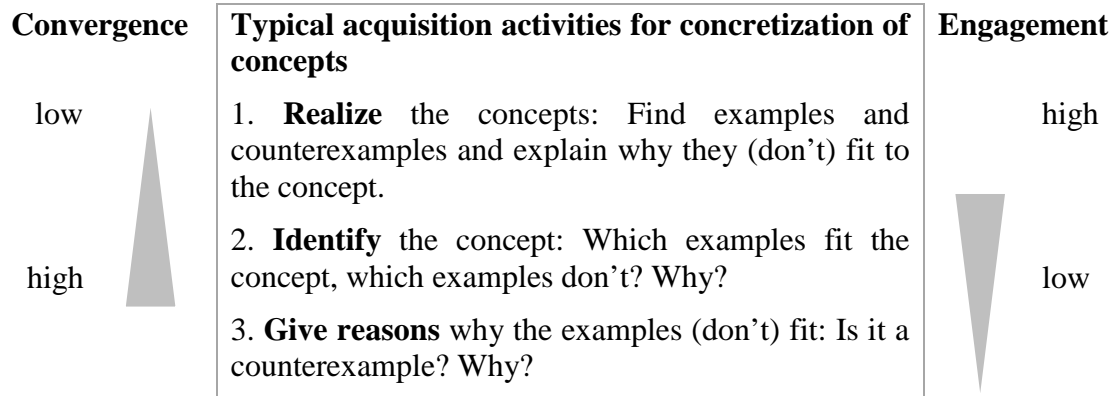 Convergence
low
high
Typical acquisition activities for concretization of
concepts
1. Realize the concepts: Find examples and
counterexamples and explain why they (don’t) fit to
the concept.
2. Identify the concept: Which examples fit the
concept, which examples don’t? Why?
3. Give reasons why the examples (don’t) fit: Is it a
counterexample? Why?
Engagement
high
low